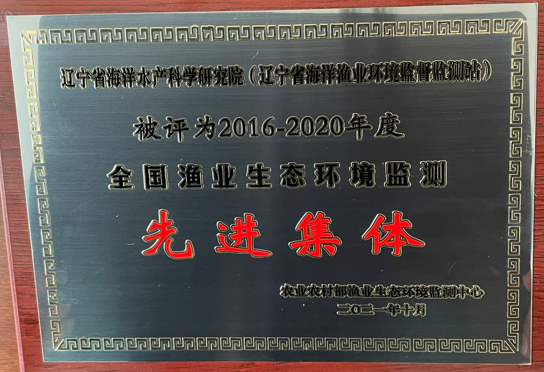 辽宁省海洋水产科学研究院（辽宁省海洋渔业环境监督监测站）
被评为2016-2020年度
全国渔业生态环境监测
先进集体
农业农村部渔业生态环境监测中心
二〇二一年十月